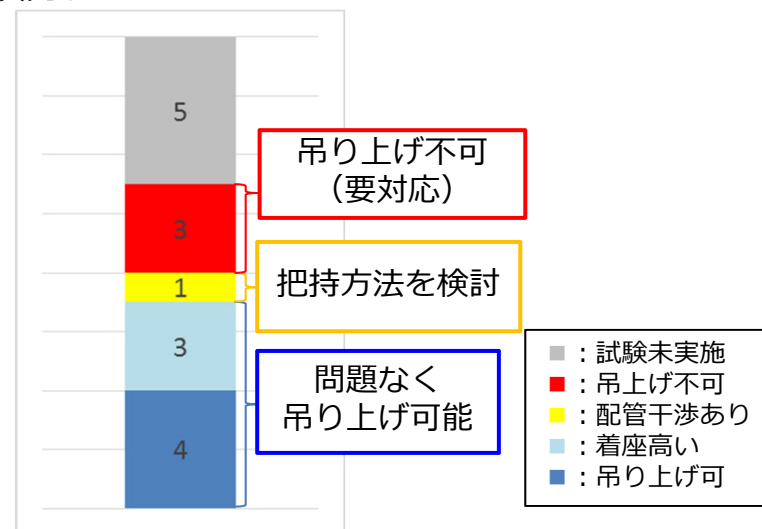 5
吊り上げ不可
（要対応）
3
把持方法を検討
1
3
問題なく
吊り上げ可能
4
■：試験未実施
■：吊上げ不可
■：配管干渉あり
■：着座高い
■：吊り上げ可